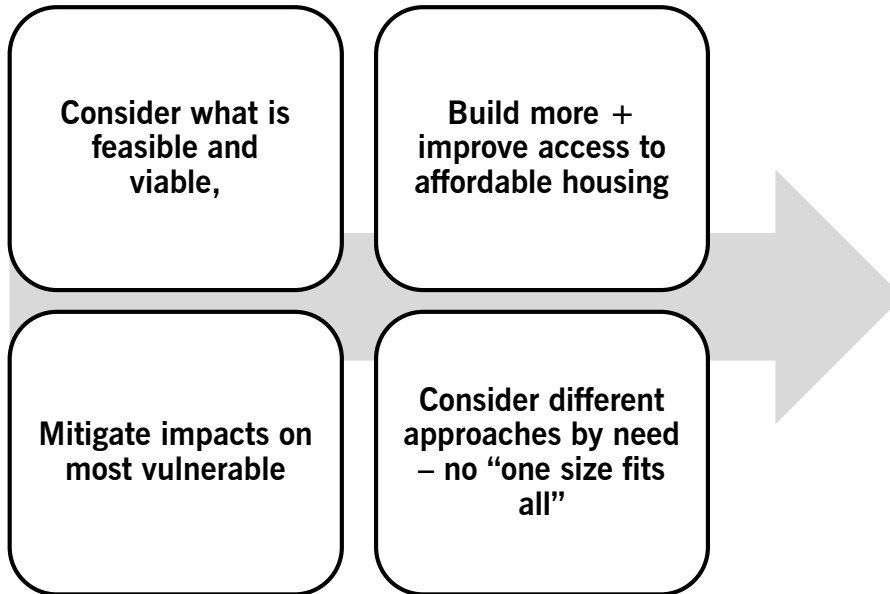 Consider what is
feasible and
viable,
Build more +
improve access to
affordable housing
Mitigate impacts on
most vulnerable
Consider different
approaches by need
– no “one size fits
all”